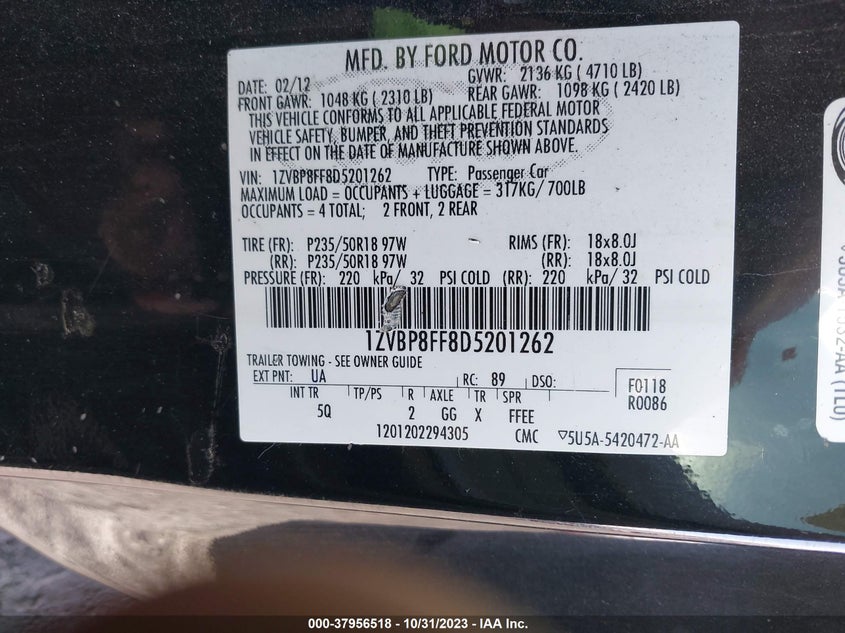 MFD. BY FORD MOTOR CO.
DATE: 02/12 GVWR: 2136 KG ( 4710 LB)
FRONT GAWR: 1048 KG ( 2310 LB) REAR GAWR: 1098 KG ( 2420 LB)
THIS VEHICLE CONFORMS TO ALL APPLICABLE FEDERAL MOTOR
VEHICLE SAFETY, BUMPER, AND THEFT PREVENTION STANDARDS
IN EFFECT ON THE DATE OF MANUFACTURE SHOWN ABOVE.
VIN: 1ZVBP8FF8D5201262 TYPE: Passenger Car
MAXIMUM LOAD = OCCUPANTS + LUGGAGE = 317KG/ 700LB
OCCUPANTS = 4 TOTAL; 2 FRONT, 2 REAR
TIRE (FR): P235/50R18 97W RIMS (FR): 18x8.0J
(RR): P235/50R18 97W (RR): 18x8.0J
PRESSURE (FR): 220 kPa/ 32 PSI COLD (RR): 220 kPa/ 32 PSI COLD
1ZVBP8FF8D5201262
TRAILER TOWING - SEE OWNER GUIDE
EXT PNT: UA RC: 89 DSO: F0118
INT TR TP/PS R AXLE TR SPR R0086
5Q 2 GG X FFEE
1201202294305 CMC ▽5U5A-5420472-AA
000-37956518 - 10/31/2023 - IAA Inc.